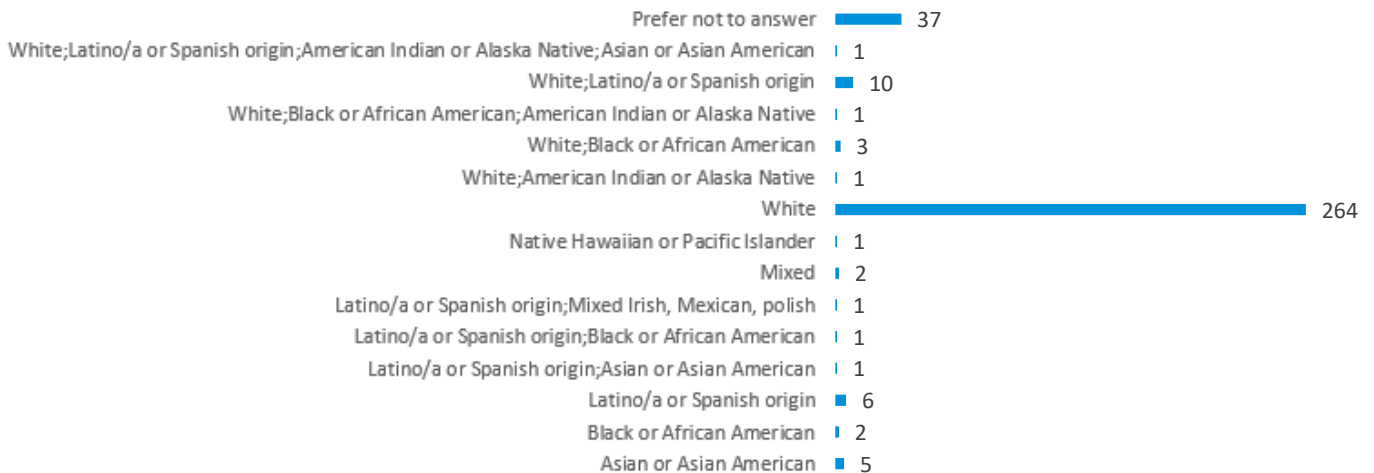 Prefer not to answer 37
White;Latino/a or Spanish origin;American Indian or Alaska Native;Asian or Asian American 1
White;Latino/a or Spanish origin 10
White;Black or African American;American Indian or Alaska Native 1
White;Black or African American 3
White;American Indian or Alaska Native 1
White 264
Native Hawaiian or Pacific Islander 1
Mixed 2
Latino/a or Spanish origin;Mixed Irish, Mexican, polish 1
Latino/a or Spanish origin;Black or African American 1
Latino/a or Spanish origin;Asian or Asian American 1
Latino/a or Spanish origin 6
Black or African American 2
Asian or Asian American 5